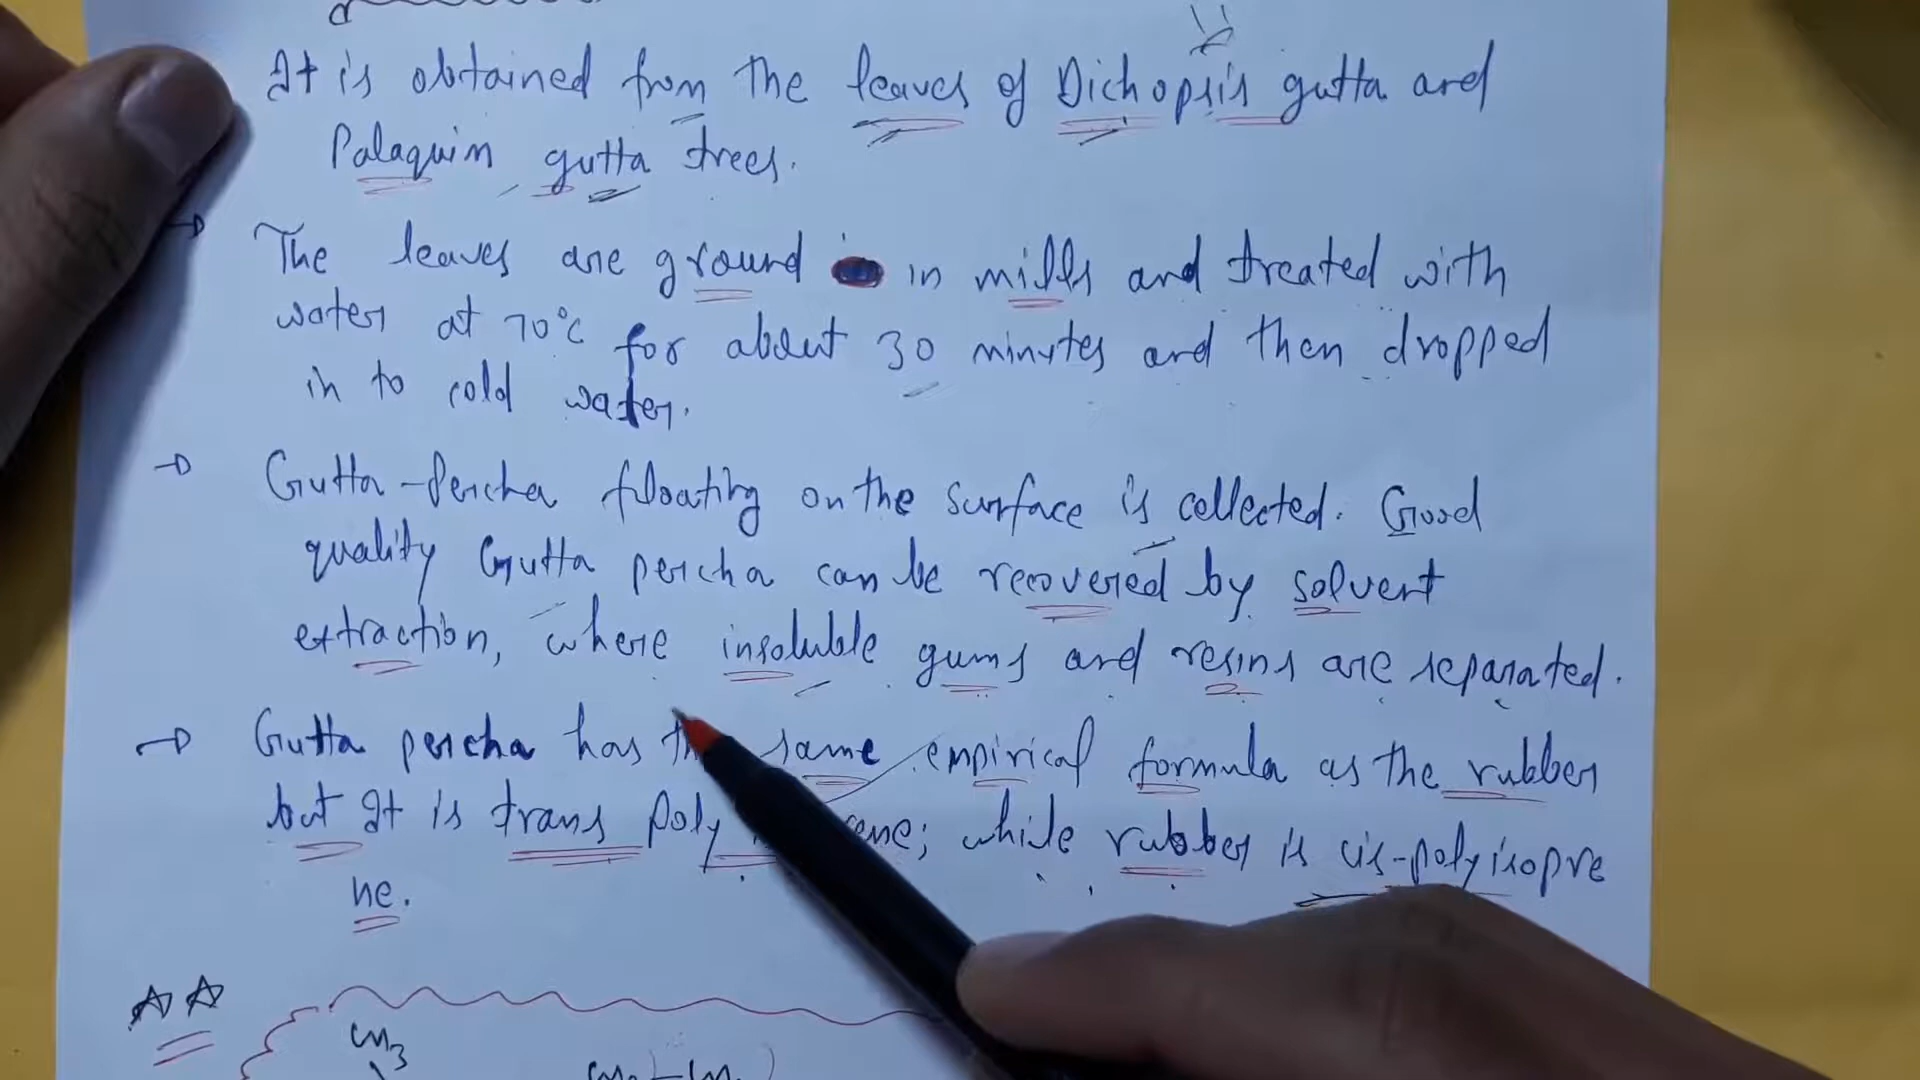 It is obtained from the leaves of Dichopsis gutta and
Palaquim gutta trees.
→ The leaves are ground in mills and treated with
water at 70°C for about 30 minutes and then dropped
in to cold water.
→ Gutta-Percha floating on the surface is collected. Good
quality Gutta percha can be recovered by solvent
extraction, where insoluble gums and resins are separated.
→ Gutta percha has same empirical formula as the rubber
but It is trans Poly while rubber is cis-polyisopre
ne.
CH3